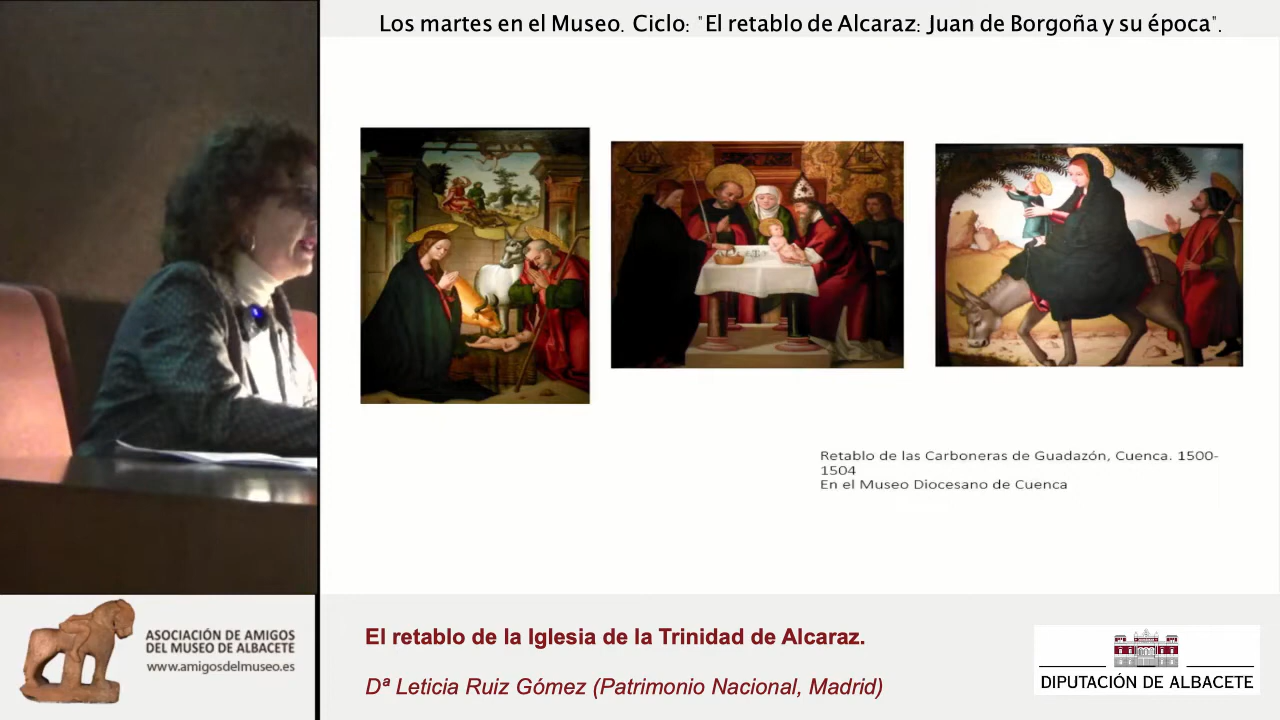 Los martes en el Museo. Ciclo: "El retablo de Alcaraz: Juan de Borgoña y su época".
Retablo de las Carboneras de Guadazón, Cuenca. 1500-
1504
En el Museo Diocesano de Cuenca
ASOCIACIÓN DE AMIGOS
DEL MUSEO DE ALBACETE
www.amigosdelmuseo.es
El retablo de la Iglesia de la Trinidad de Alcaraz.
Dª Leticia Ruiz Gómez (Patrimonio Nacional, Madrid)
DIPUTACIÓN DE ALBACETE